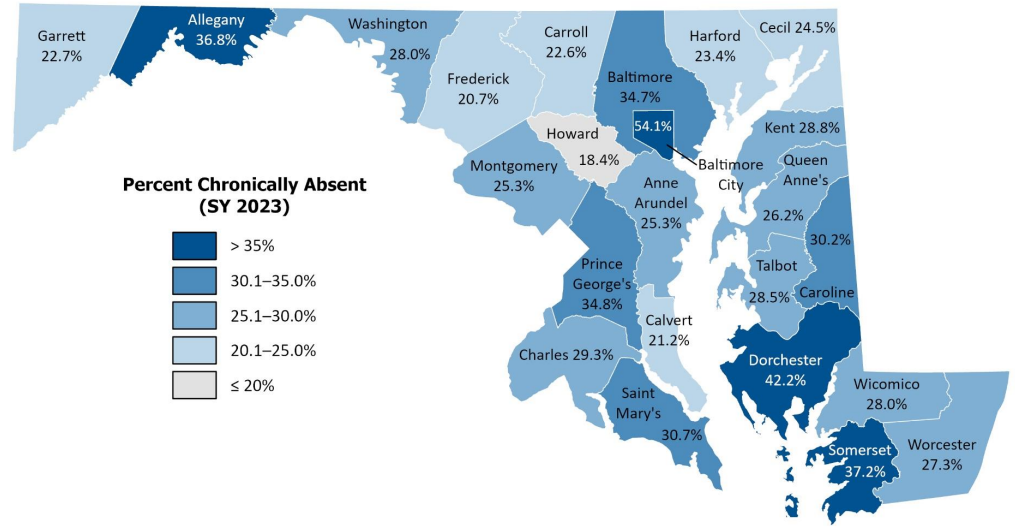 Garrett
22.7%
Allegany
36.8%
Washington
28.0%
Frederick
20.7%
Carroll
22.6%
Baltimore
34.7%
54.1%
Baltimore
City
Harford
23.4%
Cecil 24.5%
Howard
18.4%
Montgomery
25.3%
Anne
Arundel
25.3%
Kent 28.8%
Queen
Anne's
26.2%
30.2%
Caroline
Talbot
28.5%
Prince
George's
34.8%
Calvert
21.2%
Charles 29.3%
Saint
Mary's
30.7%
Dorchester
42.2%
Wicomico
28.0%
Somerset
37.2%
Worcester
27.3%
Percent Chronically Absent
(SY 2023)
> 35%
30.1–35.0%
25.1–30.0%
20.1–25.0%
≤ 20%